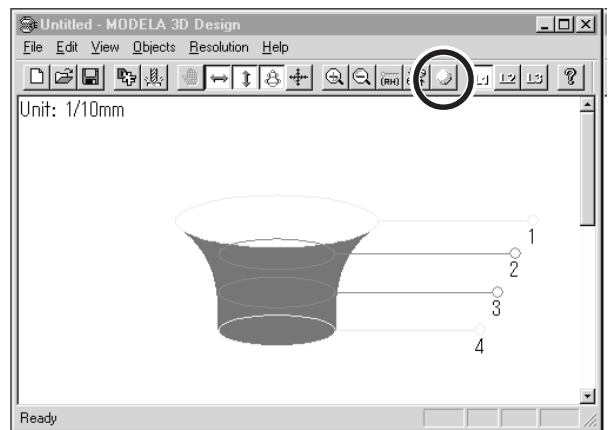 Untitled - MODELA 3D Design
File Edit View Objects Resolution Help
(RH) L1 L2 L3
Unit: 1/10mm
1
2
3
4
Ready